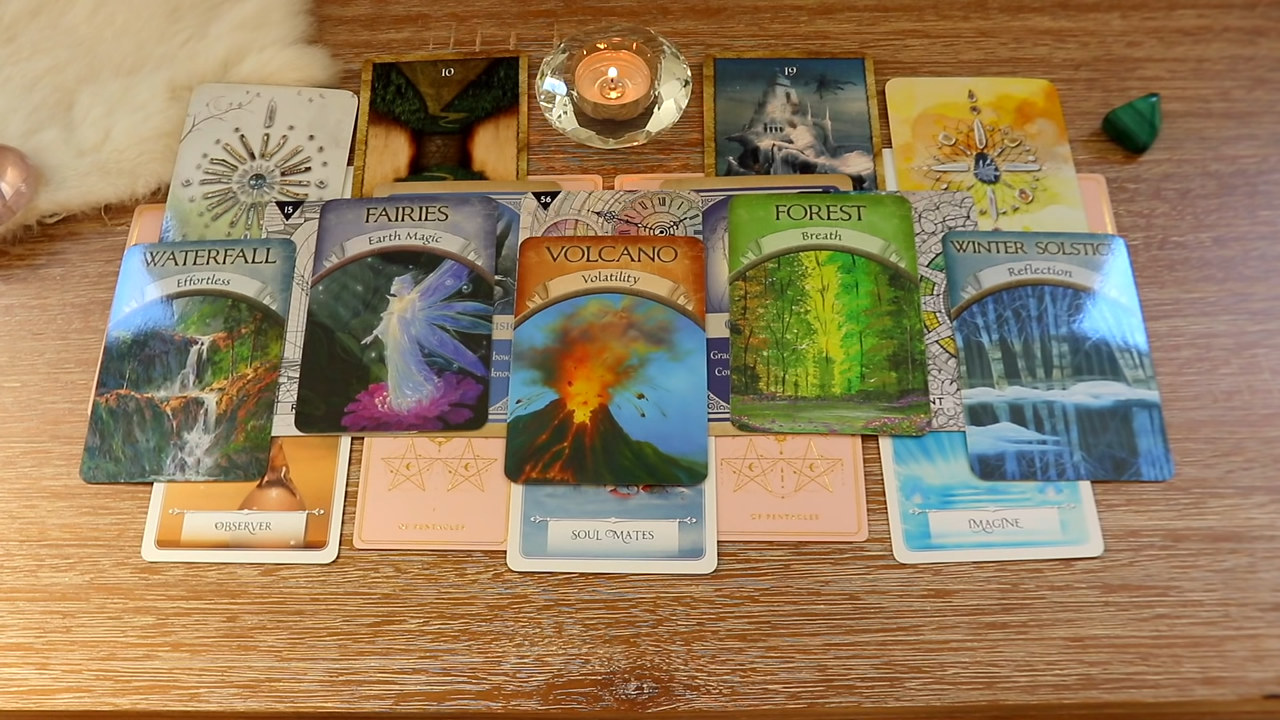 10
19
15
56
FAIRIES
Earth Magic
FOREST
Breath
WATERFALL
Effortless
VOLCANO
Volatility
WINTER SOLSTICE
Reflection
OBSERVER
OF PENTACLES
SOUL MATES
OF PENTACLES
IMAGINE